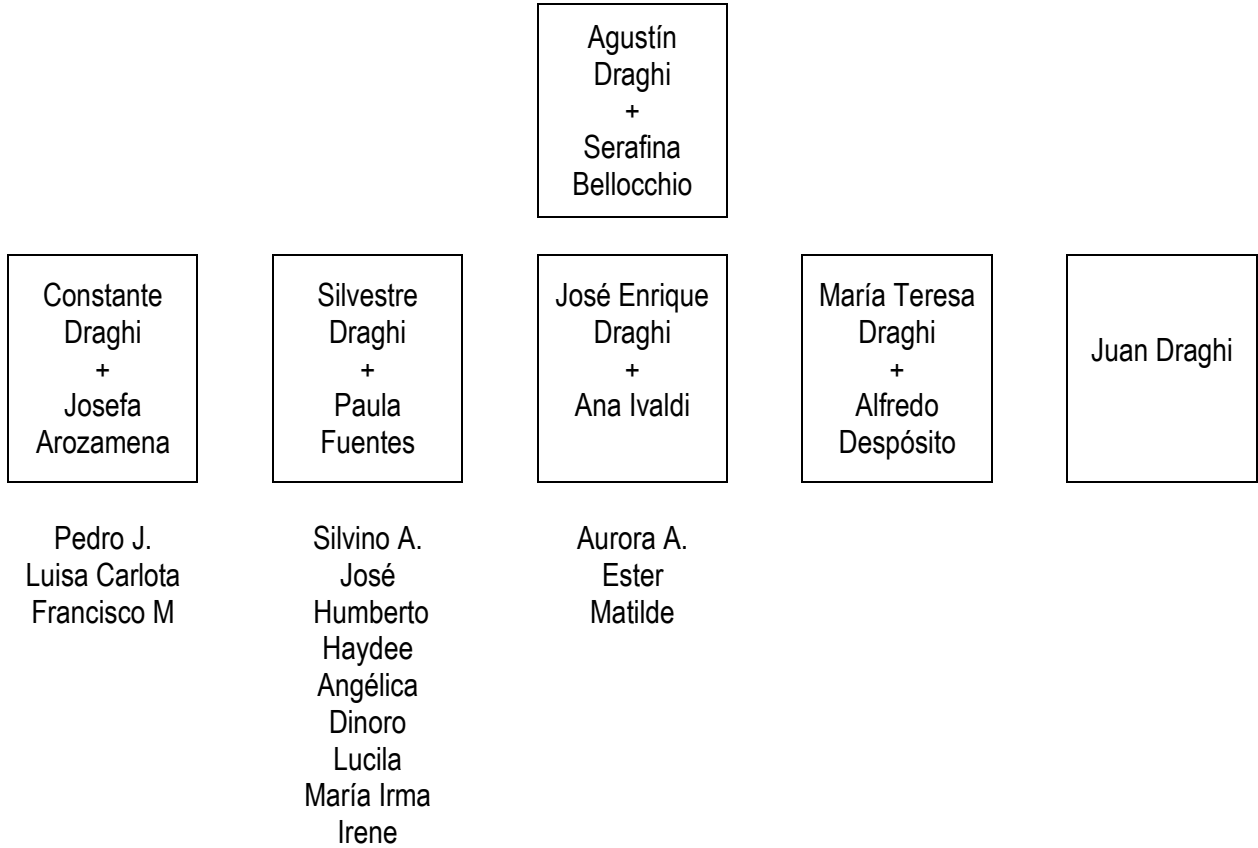 Agustín
Draghi
+
Serafina
Bellocchio
Constante
Draghi
+
Josefa
Arozamena
Silvestre
Draghi
+
Paula
Fuentes
José Enrique
Draghi
+
Ana Ivaldi
María Teresa
Draghi
+
Alfredo
Despósito
Juan Draghi
Pedro J.
Luisa Carlota
Francisco M
Silvino A.
José
Humberto
Haydee
Angélica
Dinoro
Lucila
María Irma
Irene
Aurora A.
Ester
Matilde